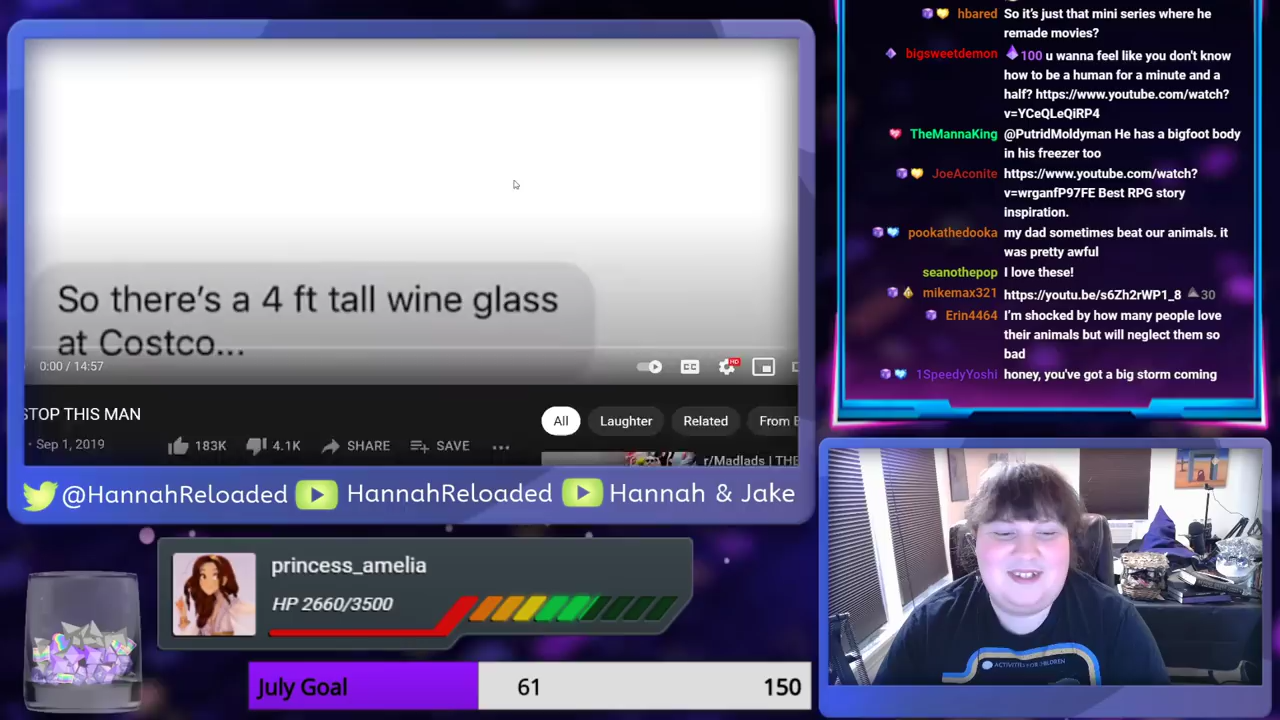 So there's a 4 ft tall wine glass
at Costco...
0:00 / 14:57
CC
HD
STOP THIS MAN
• Sep 1, 2019
183K
4.1K
SHARE
SAVE
All
Laughter
Related
From
r/Madlads | THE
@HannahReloaded
HannahReloaded
Hannah & Jake
princess_amelia
HP 2660/3500
July Goal
61
150
hbared So it's just that mini series where he
remade movies?
bigsweetdemon 100 u wanna feel like you don't know
how to be a human for a minute and a
half? https://www.youtube.com/watch?
v=YCeQLeQiRP4
TheMannaKing @PutridMoldyman He has a bigfoot body
in his freezer too
JoeAconite https://www.youtube.com/watch?
v=wrganfP97FE Best RPG story
inspiration.
pookathedooka my dad sometimes beat our animals. it
was pretty awful
seanothepop I love these!
mikemax321 https://youtu.be/s6Zh2rWP1_8 30
Erin4464 I'm shocked by how many people love
their animals but will neglect them so
bad
1SpeedyYoshi honey, you've got a big storm coming
ACTIVITIES FOR CHILDREN